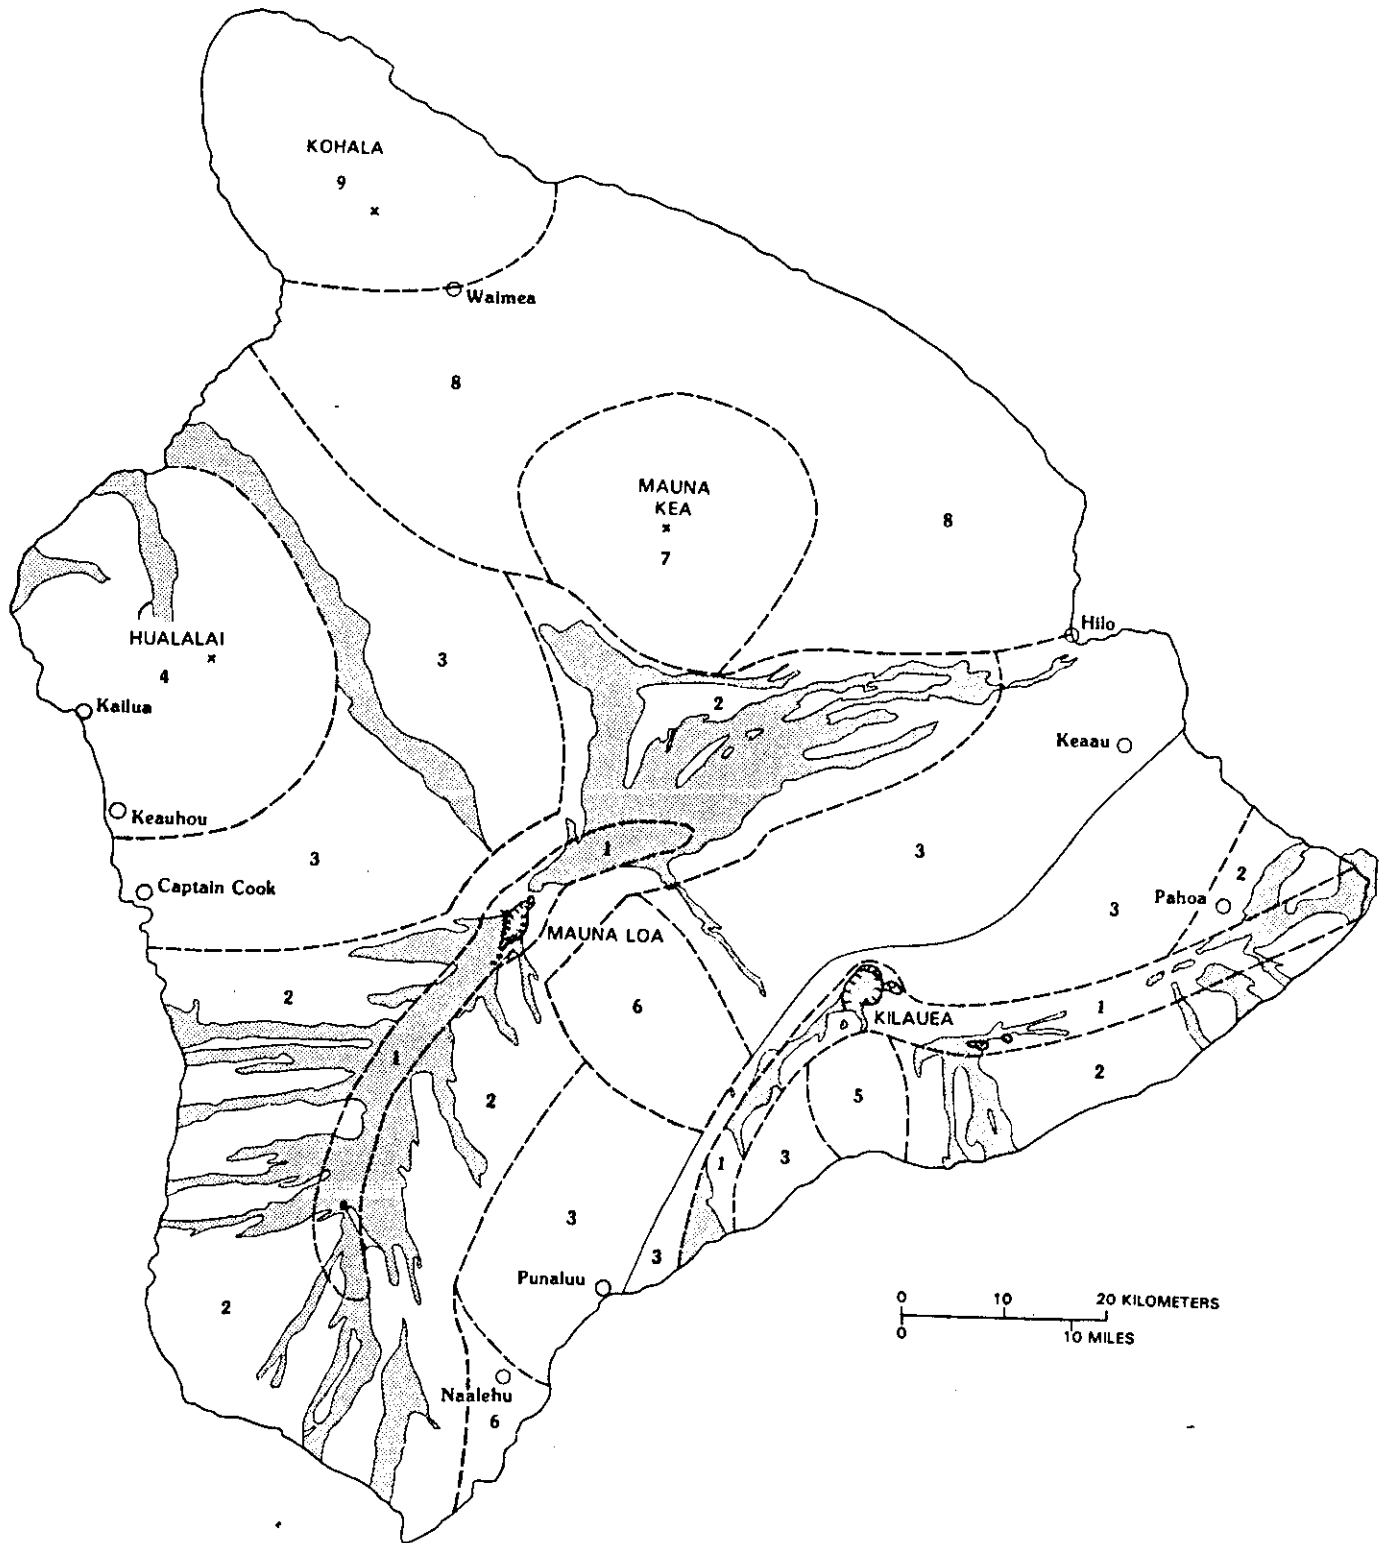 KOHALA
9
x
Waimea
8
MAUNA
KEA
x
7
8
Hilo
HUALALAI
x
4
3
Kailua
2
Keaau
Keauhou
3
1
3
Captain Cook
2
Pahoa
3
MAUNA LOA
2
6
KILAUEA
1
1
2
2
5
3
1
3
3
Punaluu
2
0 10 20 KILOMETERS
0 10 MILES
Naalehu
6